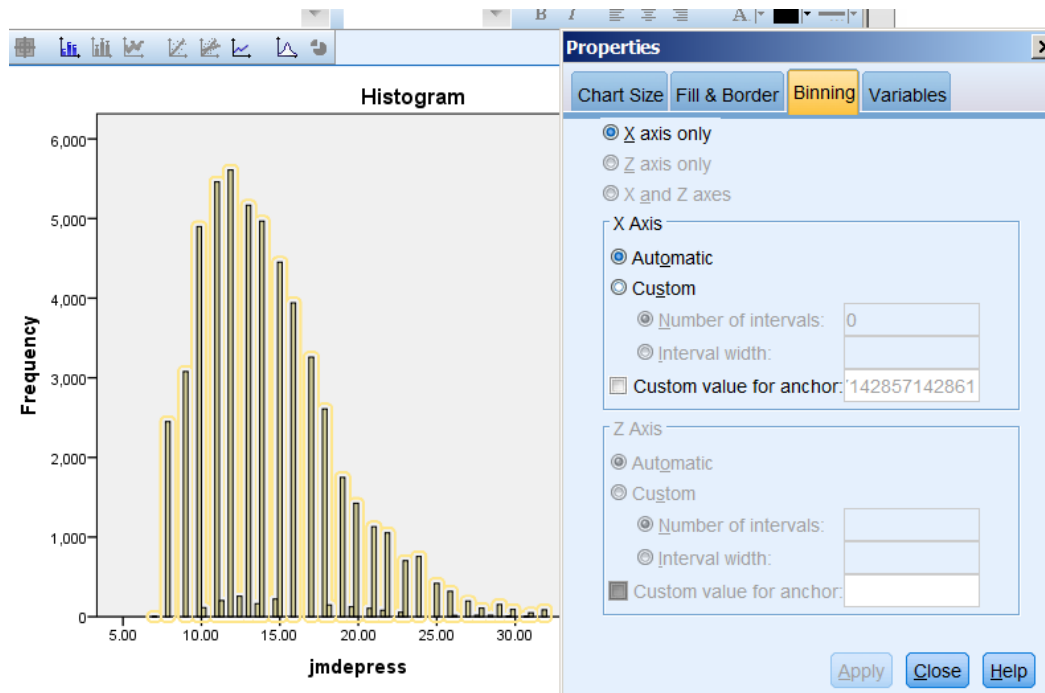 B I A
Histogram
6,000
5,000
4,000
3,000
2,000
1,000
0
Frequency
5.00 10.00 15.00 20.00 25.00 30.00
jmdepress
Properties
Chart Size Fill & Border Binning Variables
X axis only
Z axis only
X and Z axes
X Axis
Automatic
Custom
Number of intervals: 0
Interval width:
Custom value for anchor: 142857142861
Z Axis
Automatic
Custom
Number of intervals:
Interval width:
Custom value for anchor:
Apply Close Help